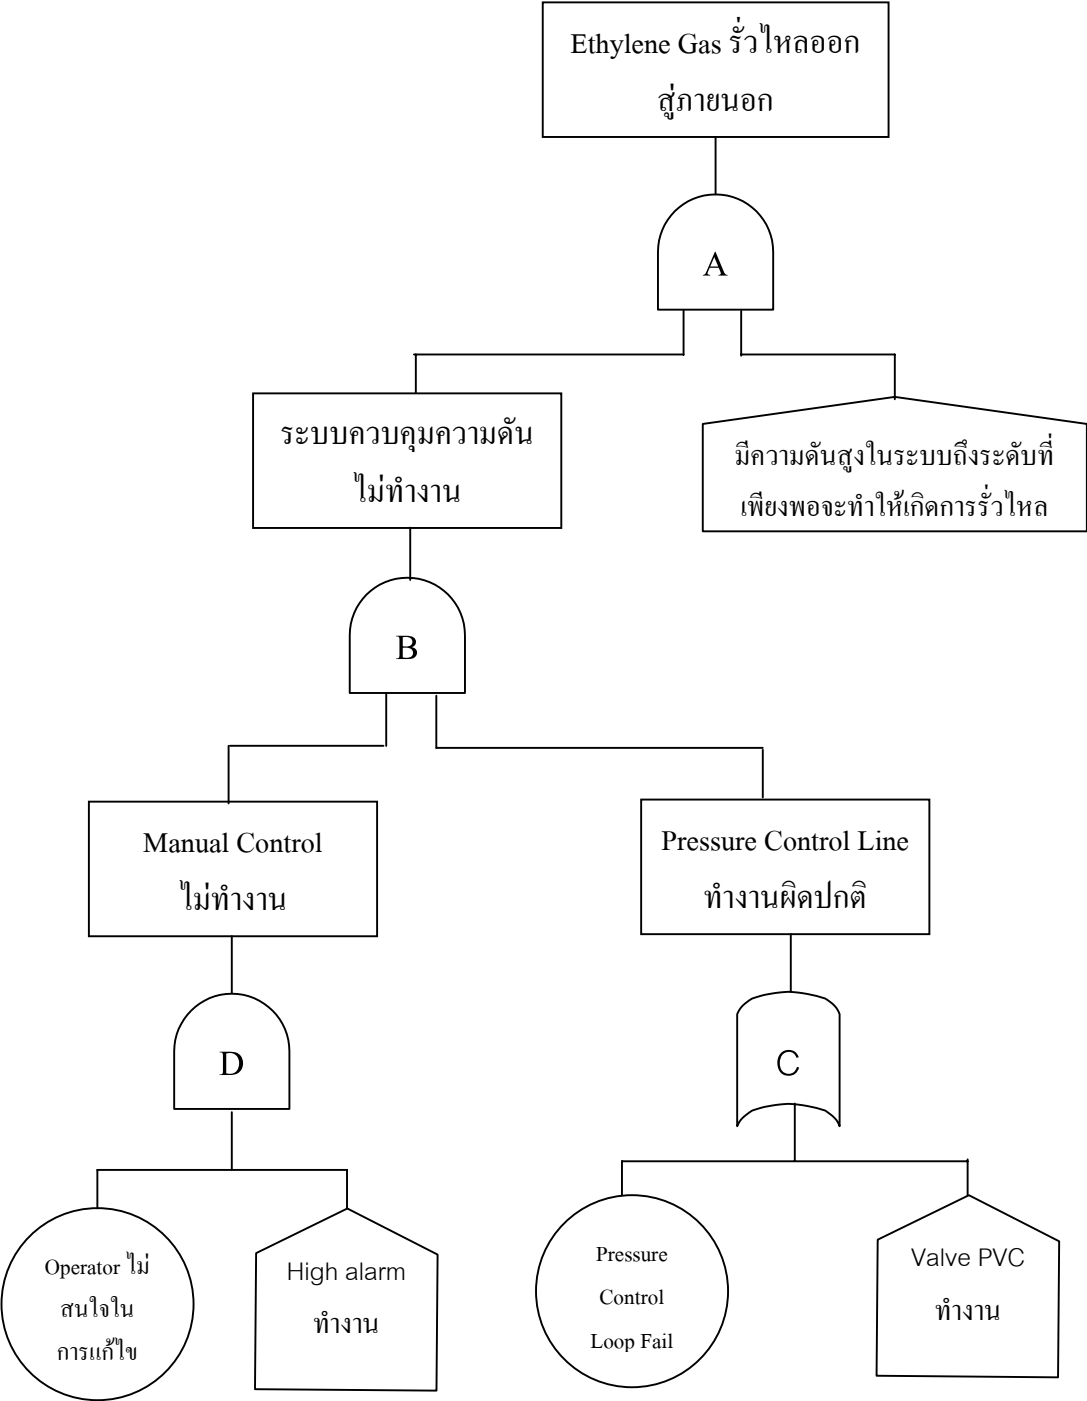 Ethylene Gas รั่วไหลออก
สู่ภายนอก
A
ระบบควบคุมความดัน
ไม่ทำงาน
มีความดันสูงในระบบถึงระดับที่
เพียงพอจะทำให้เกิดการรั่วไหล
B
Manual Control
ไม่ทำงาน
Pressure Control Line
ทำงานผิดปกติ
D
C
Operator ไม่
สนใจใน
การแก้ไข
High alarm
ทำงาน
Pressure
Control
Loop Fail
Valve PVC
ทำงาน